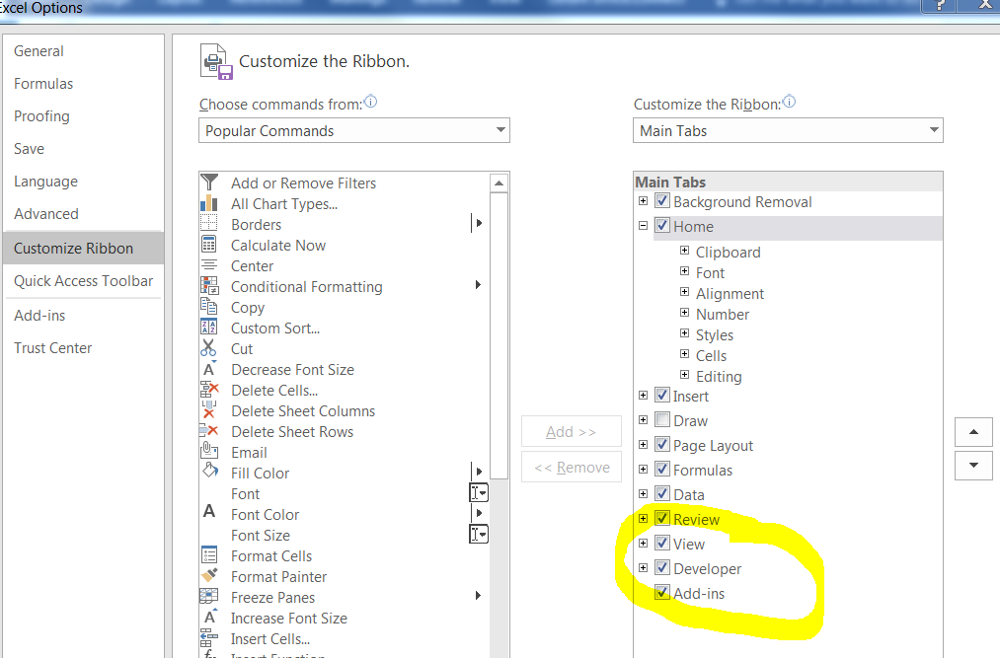 Excel Options
?
X
General
Formulas
Proofing
Save
Language
Advanced
Customize Ribbon
Quick Access Toolbar
Add-ins
Trust Center
Customize the Ribbon.
Choose commands from:
Popular Commands
Add or Remove Filters
All Chart Types...
Borders
Calculate Now
Center
Conditional Formatting
Copy
Custom Sort...
Cut
Decrease Font Size
Delete Cells...
Delete Sheet Columns
Delete Sheet Rows
Email
Fill Color
Font
Font Color
Font Size
Format Cells
Format Painter
Freeze Panes
Increase Font Size
Insert Cells...
Insert Function
Add >>
<< Remove
Customize the Ribbon:
Main Tabs
Main Tabs
Background Removal
Home
Clipboard
Font
Alignment
Number
Styles
Cells
Editing
Insert
Draw
Page Layout
Formulas
Data
Review
View
Developer
Add-ins